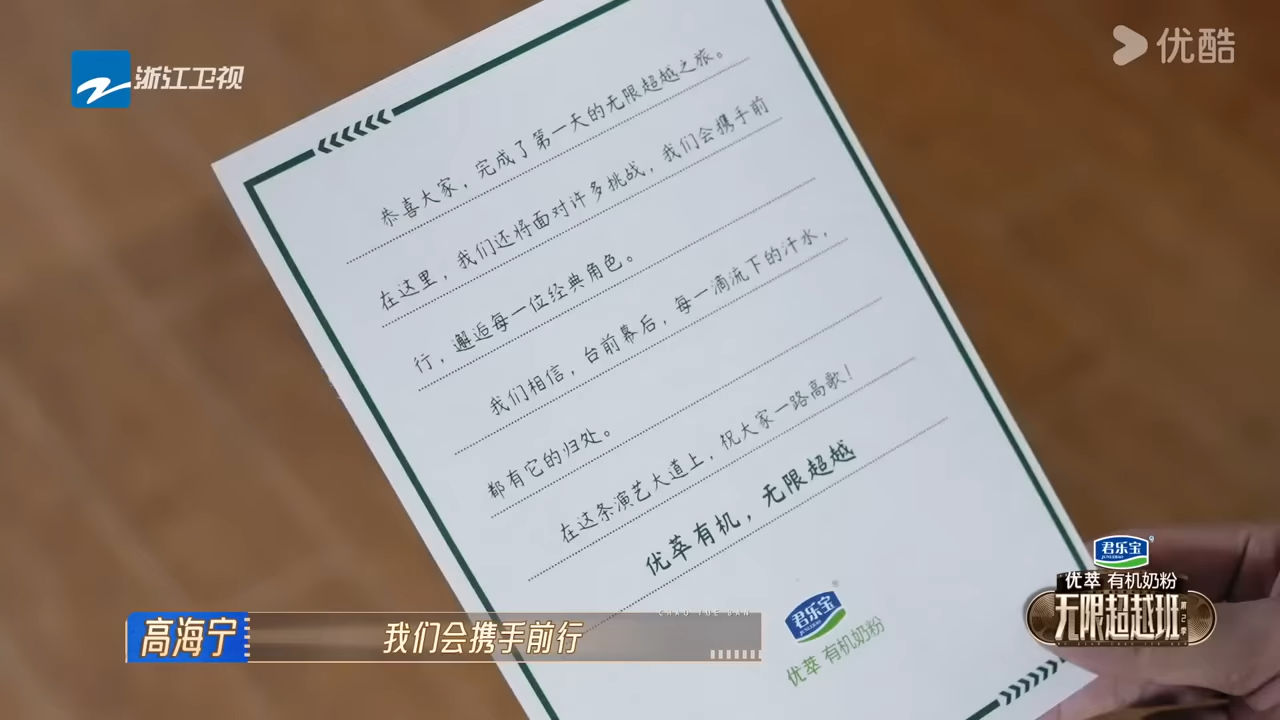 浙江卫视
优酷
恭喜大家，完成了第一天的无限超越之旅。
在这里，我们还将面对许多挑战，我们会携手前
行，邂逅每一位经典角色。
我们相信，台前幕后，每一滴流下的汗水，
都有它的归处。
在这条演艺大道上，祝大家一路高歌！
优萃有机，无限超越
君乐宝
优萃 有机奶粉
君乐宝
优萃 有机奶粉
无限超越班
第2季
CHAO YUE BAN
高海宁
我们会携手前行